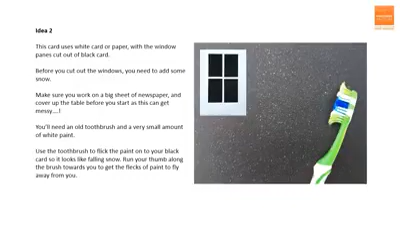 Idea 2
This card uses white card or paper, with the window
panes cut out of black card.
Before you cut out the windows, you need to add some
snow.
Make sure you work on a big sheet of newspaper, and
cover up the table before you start as this can get
messy....!
You'll need an old toothbrush and a very small amount
of white paint.
Use the toothbrush to flick the paint on to your black
card so it looks like falling snow. Run your thumb along
the brush towards you to get the flecks of paint to fly
away from you.